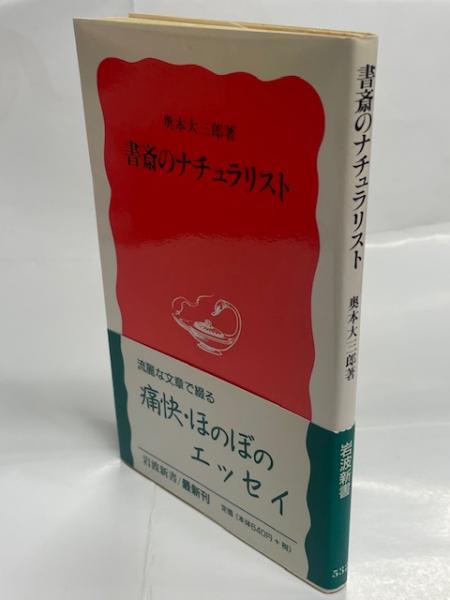 奥本大三郎著
書斎のナチュラリスト
流麗な文章で綴る
痛快・ほのぼの
エッセイ
岩波新書/最新刊
定価(本体640円+税)
書斎のナチュラリスト
奥本大三郎著
岩波新書